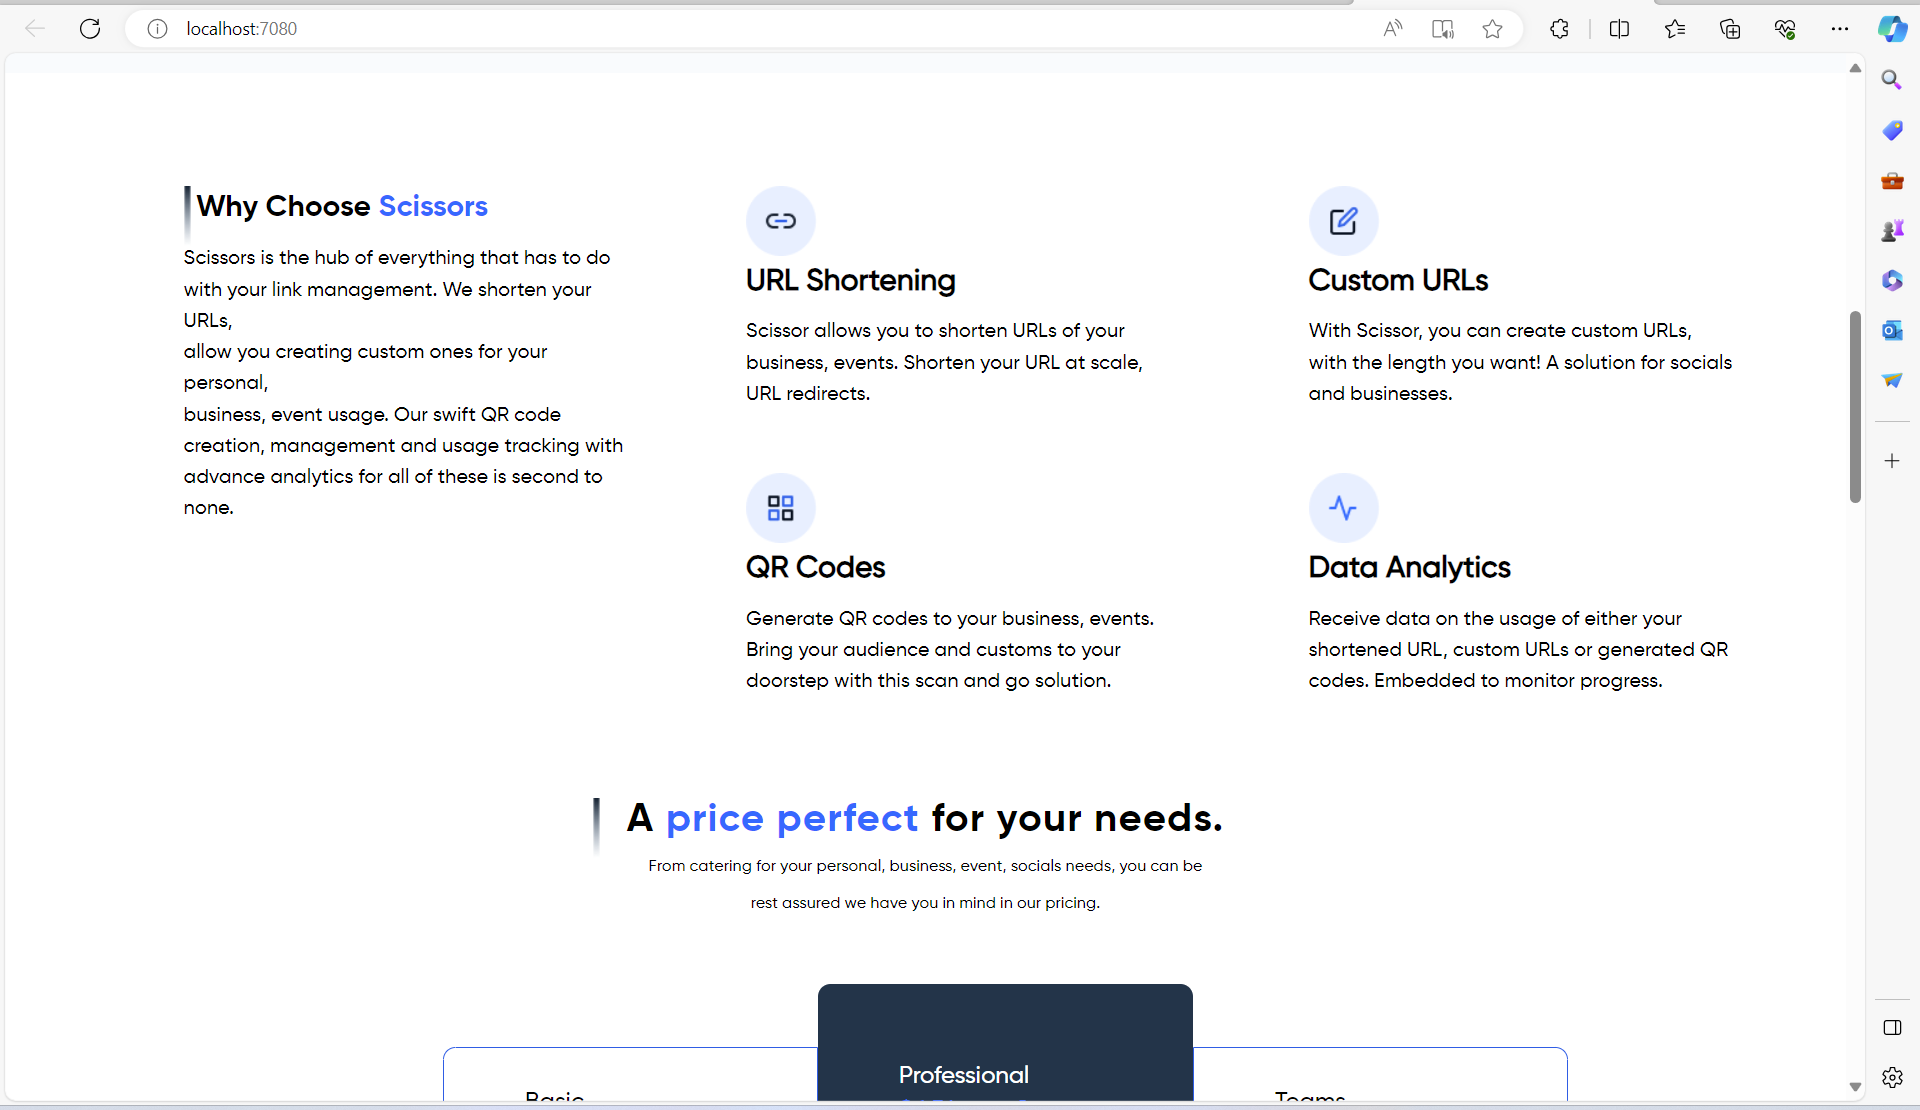 localhost:7080
Why Choose Scissors
Scissors is the hub of everything that has to do
with your link management. We shorten your
URLs,
allow you creating custom ones for your
personal,
business, event usage. Our swift QR code
creation, management and usage tracking with
advance analytics for all of these is second to
none.
URL Shortening
Scissor allows you to shorten URLs of your
business, events. Shorten your URL at scale,
URL redirects.
Custom URLs
With Scissor, you can create custom URLs,
with the length you want! A solution for socials
and businesses.
QR Codes
Generate QR codes to your business, events.
Bring your audience and customs to your
doorstep with this scan and go solution.
Data Analytics
Receive data on the usage of either your
shortened URL, custom URLs or generated QR
codes. Embedded to monitor progress.
A price perfect for your needs.
From catering for your personal, business, event, socials needs, you can be
rest assured we have you in mind in our pricing.
Basic
Professional
Teams